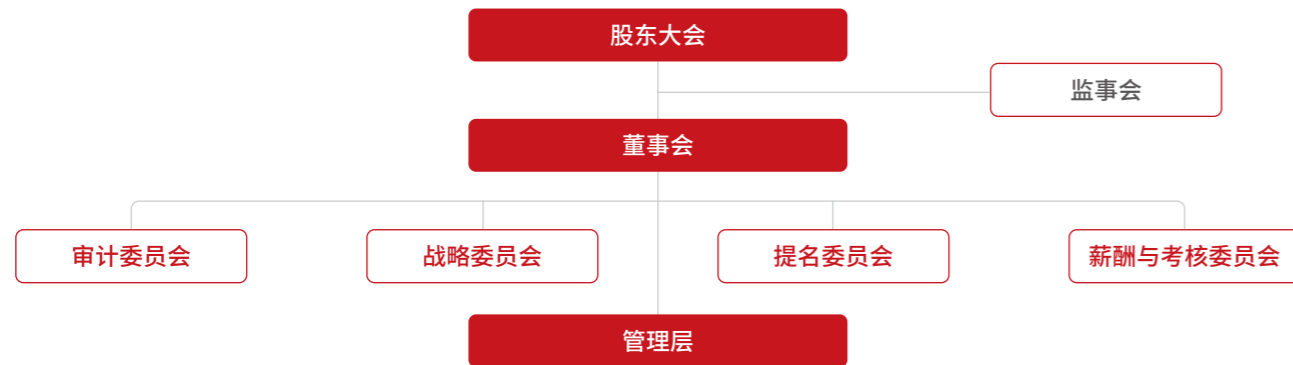 股东大会
监事会
董事会
审计委员会
战略委员会
提名委员会
薪酬与考核委员会
管理层